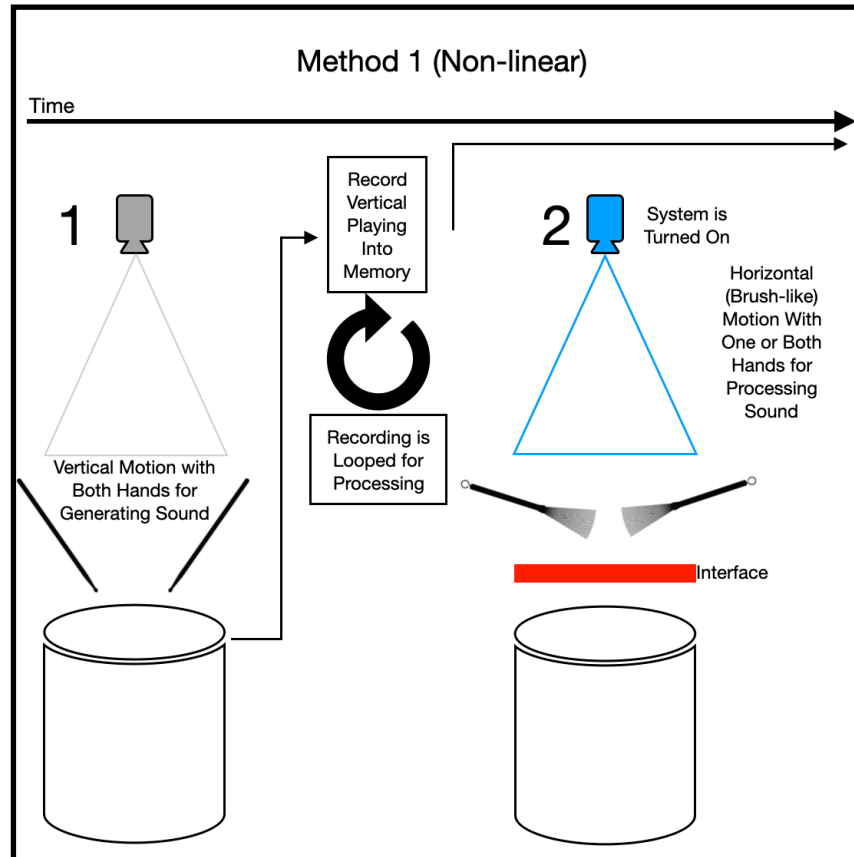 Method 1 (Non-linear)
Time
1
Vertical Motion with
Both Hands for
Generating Sound
Record
Vertical
Playing
Into
Memory
Recording is
Looped for
Processing
2
System is
Turned On
Horizontal
(Brush-like)
Motion With
One or Both
Hands for
Processing
Sound
Interface